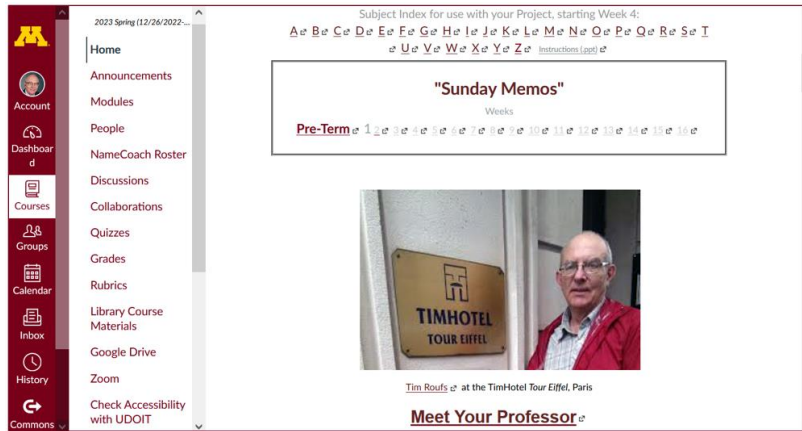 Account
Dashboar
d
Courses
Groups
Calendar
Inbox
History
Commons
2023 Spring (12/26/2022-...
Home
Announcements
Modules
People
NameCoach Roster
Discussions
Collaborations
Quizzes
Grades
Rubrics
Library Course
Materials
Google Drive
Zoom
Check Accessibility
with UDOIT
Subject Index for use with your Project, starting Week 4:
A B C D E F G H I J K L M N O P Q R S T
U V W X Y Z Instructions (.ppt)
"Sunday Memos"
Weeks
Pre-Term 1 2 3 4 5 6 7 8 9 10 11 12 13 14 15 16
TIMHOTEL
TOUR EIFFEL
Tim Roufs at the TimHotel Tour Eiffel, Paris
Meet Your Professor